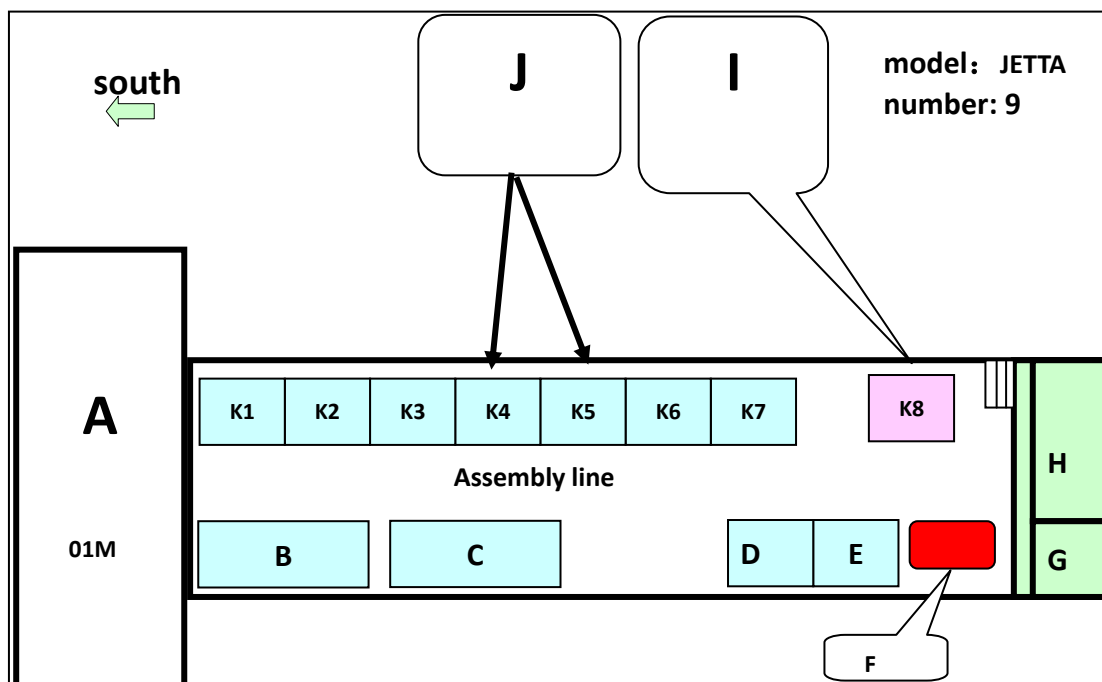 south
J
I
model：JETTA
number: 9
A
01M
K1
K2
K3
K4
K5
K6
K7
K8
Assembly line
H
B
C
D
E
G
F